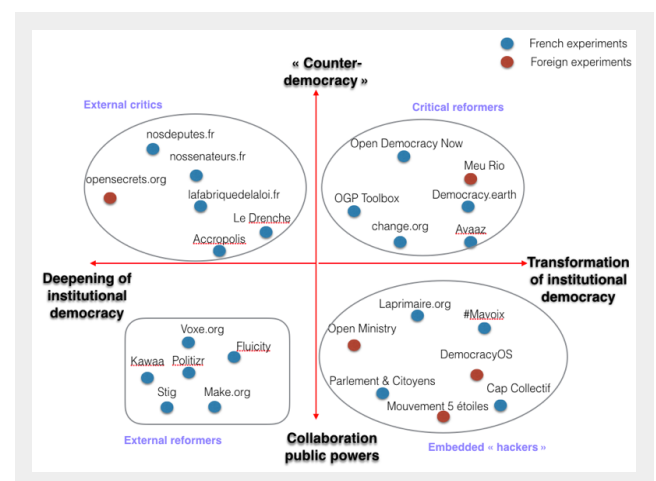 French experiments
Foreign experiments
« Counter-
democracy »
External critics
Critical reformers
nosdeputes.fr
nossenateurs.fr
opensecrets.org
lafabriquedelaloi.fr
Le Drenche
Accropolis
Open Democracy Now
Meu Rio
OGP Toolbox
Democracy.earth
change.org
Avaaz
Deepening of
institutional
democracy
Transformation
of institutional
democracy
Voxe.org
Fluicity
Kawaa
Politizr
Stig
Make.org
External reformers
Laprimaire.org
#Mavoix
Open Ministry
DemocracyOS
Parlement & Citoyens
Cap Collectif
Mouvement 5 étoiles
Embedded « hackers »
Collaboration
public powers